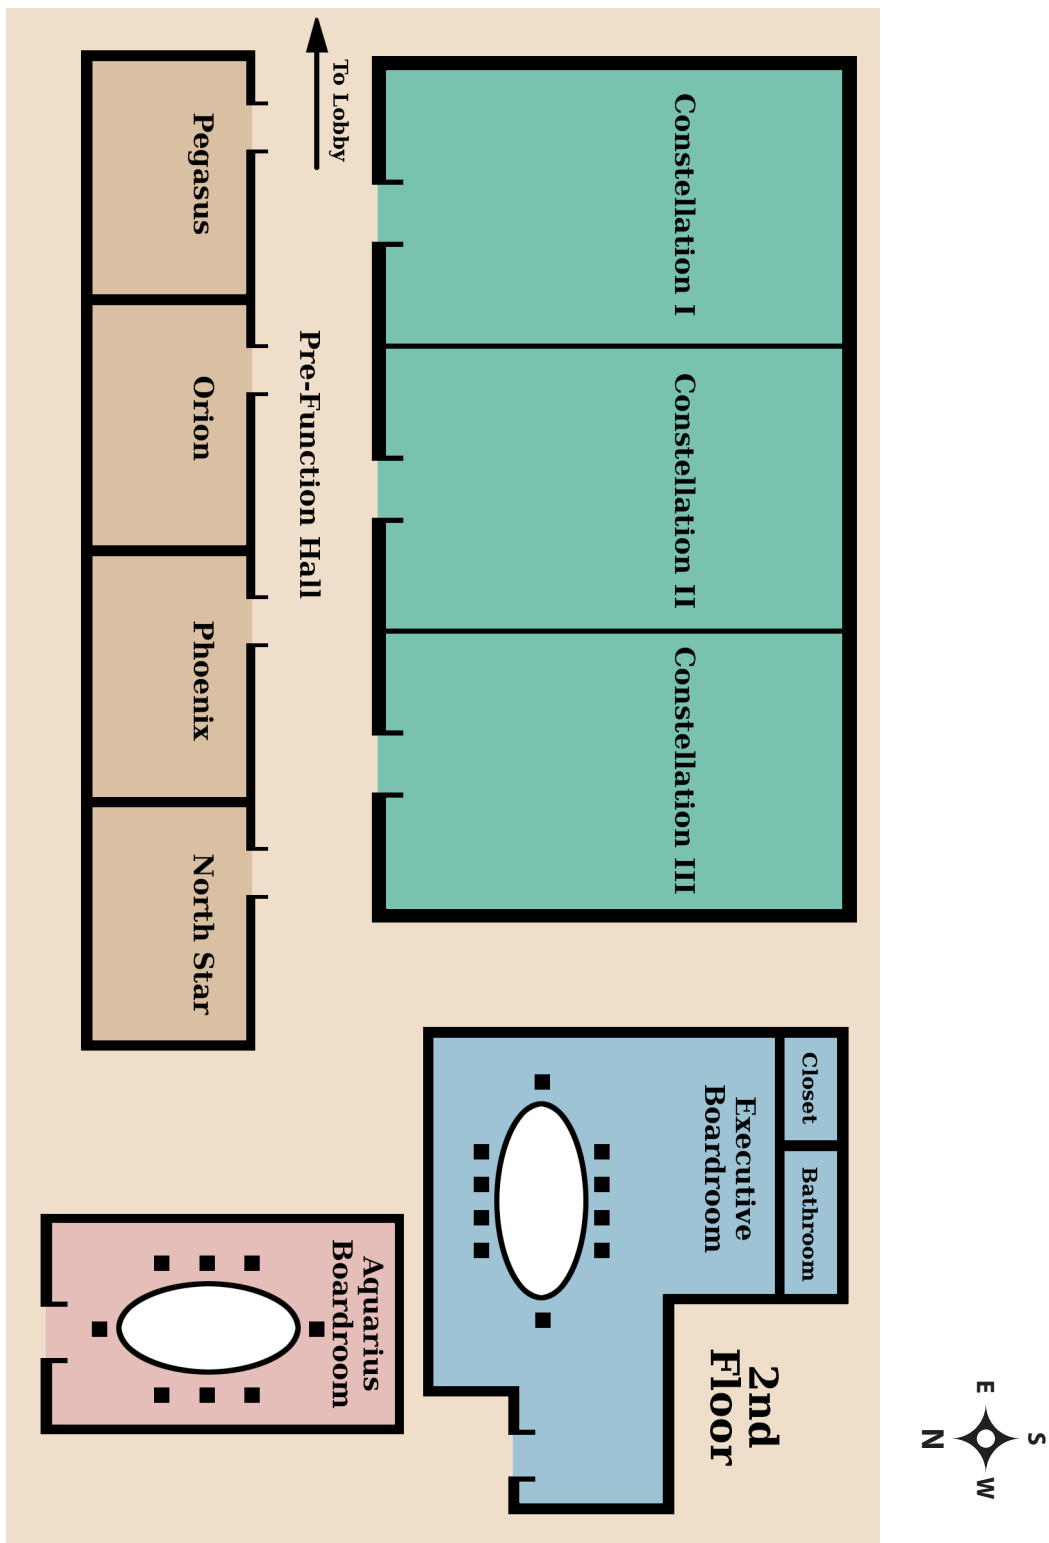 To Lobby
Constellation I
Constellation II
Constellation III
Pre-Function Hall
Pegasus
Orion
Phoenix
North Star
Closet
Bathroom
Executive
Boardroom
Aquarius
Boardroom
2nd
Floor
E
S
N
W